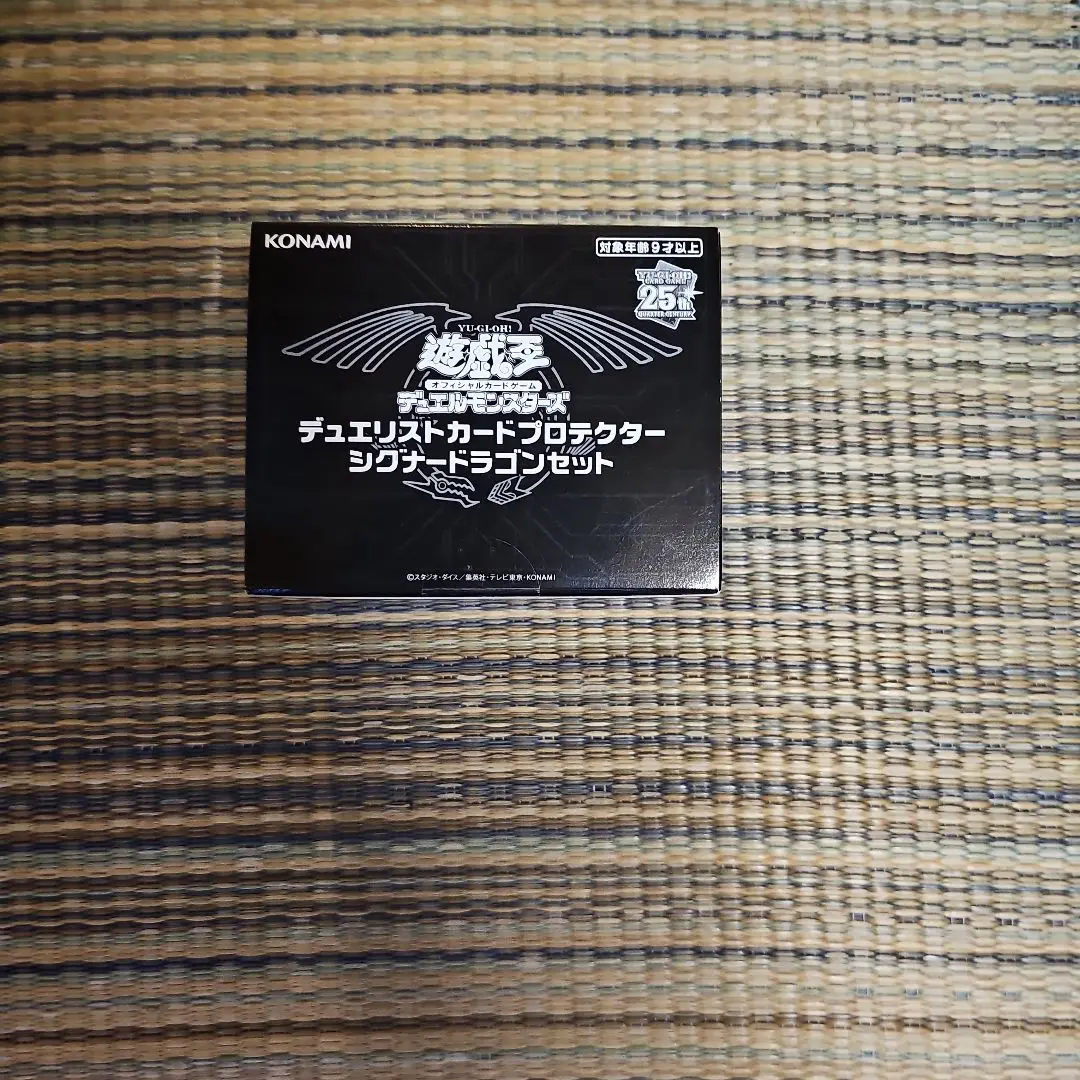 KONAMI
対象年齢9才以上
YU-GI-OH!
CARD GAME
25th
QUARTER CENTURY
YU-GI-OH!
遊戯王
オフィシャルカードゲーム
デュエルモンスターズ
デュエリストカードプロテクター
シグナードラゴンセット
©スタジオ・ダイス/集英社・テレビ東京・KONAMI